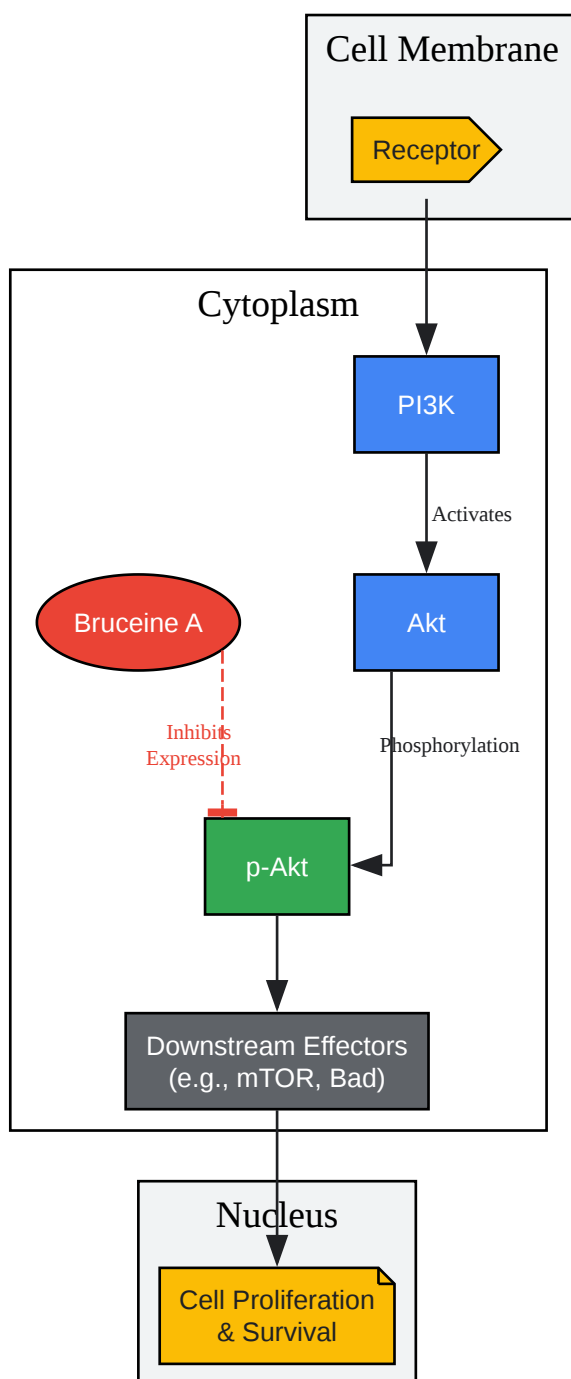 Cell Membrane
Receptor
Cytoplasm
PI3K
Activates
Bruceine A
Akt
Inhibits
Expression
Phosphorylation
p-Akt
Downstream Effectors
(e.g., mTOR, Bad)
Nucleus
Cell Proliferation
& Survival